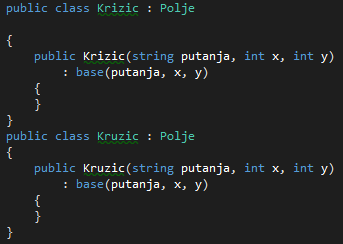 public class Krizic : Polje
{
    public Krizic(string putanja, int x, int y)
        : base(putanja, x, y)
    {
    }
}
public class Kruzic : Polje
{
    public Kruzic(string putanja, int x, int y)
        : base(putanja, x, y)
    {
    }
}